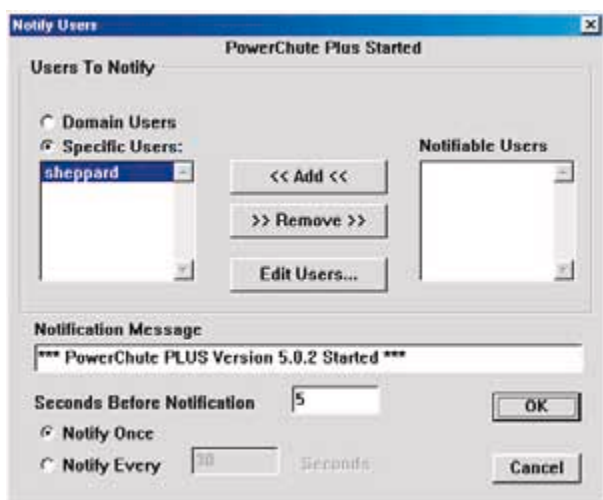 Notify Users
PowerChute Plus Started
Users To Notify
Domain Users
Specific Users:
Notifiable Users
sheppard
<< Add <<
>> Remove >>
Edit Users...
Notification Message
*** PowerChute PLUS Version 5.0.2 Started ***
Seconds Before Notification
5
OK
Notify Once
Notify Every
30
Seconds
Cancel